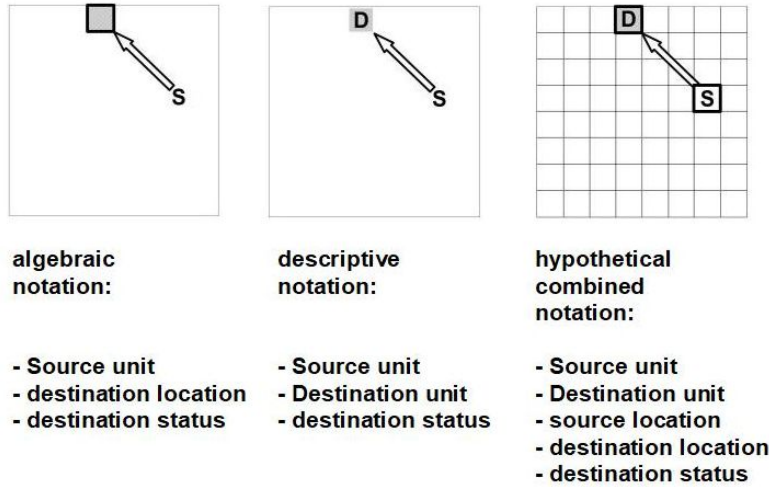 S
D
S
D
S
algebraic
notation:
- Source unit
- destination location
- destination status
descriptive
notation:
- Source unit
- Destination unit
- destination status
hypothetical
combined
notation:
- Source unit
- Destination unit
- source location
- destination location
- destination status